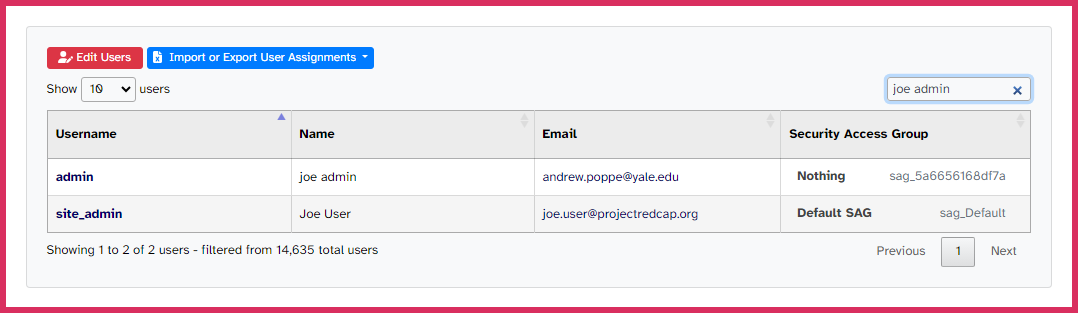 Edit Users Import or Export User Assignments
Show 10 users joe admin
Username Name Email Security Access Group
admin joe admin andrew.poppe@yale.edu Nothing sag_5a6656168df7a
site_admin Joe User joe.user@projectredcap.org Default SAG sag_Default
Showing 1 to 2 of 2 users - filtered from 14,635 total users Previous 1 Next